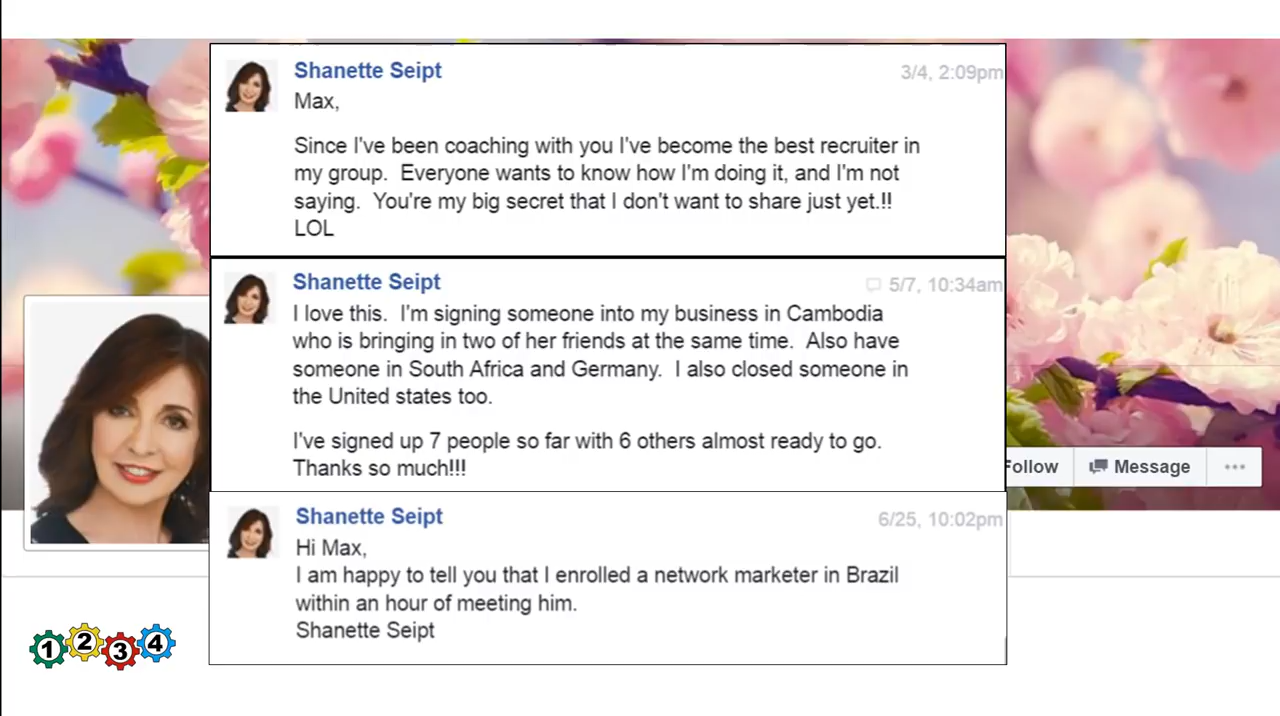 Shanette Seipt
3/4, 2:09pm
Max,
Since I've been coaching with you I've become the best recruiter in
my group. Everyone wants to know how I'm doing it, and I'm not
saying. You're my big secret that I don't want to share just yet.!!
LOL
Shanette Seipt
5/7, 10:34am
I love this. I'm signing someone into my business in Cambodia
who is bringing in two of her friends at the same time. Also have
someone in South Africa and Germany. I also closed someone in
the United states too.
I've signed up 7 people so far with 6 others almost ready to go.
Thanks so much!!!
Follow
Message
Shanette Seipt
6/25, 10:02pm
Hi Max,
I am happy to tell you that I enrolled a network marketer in Brazil
within an hour of meeting him.
Shanette Seipt
1 2 3 4